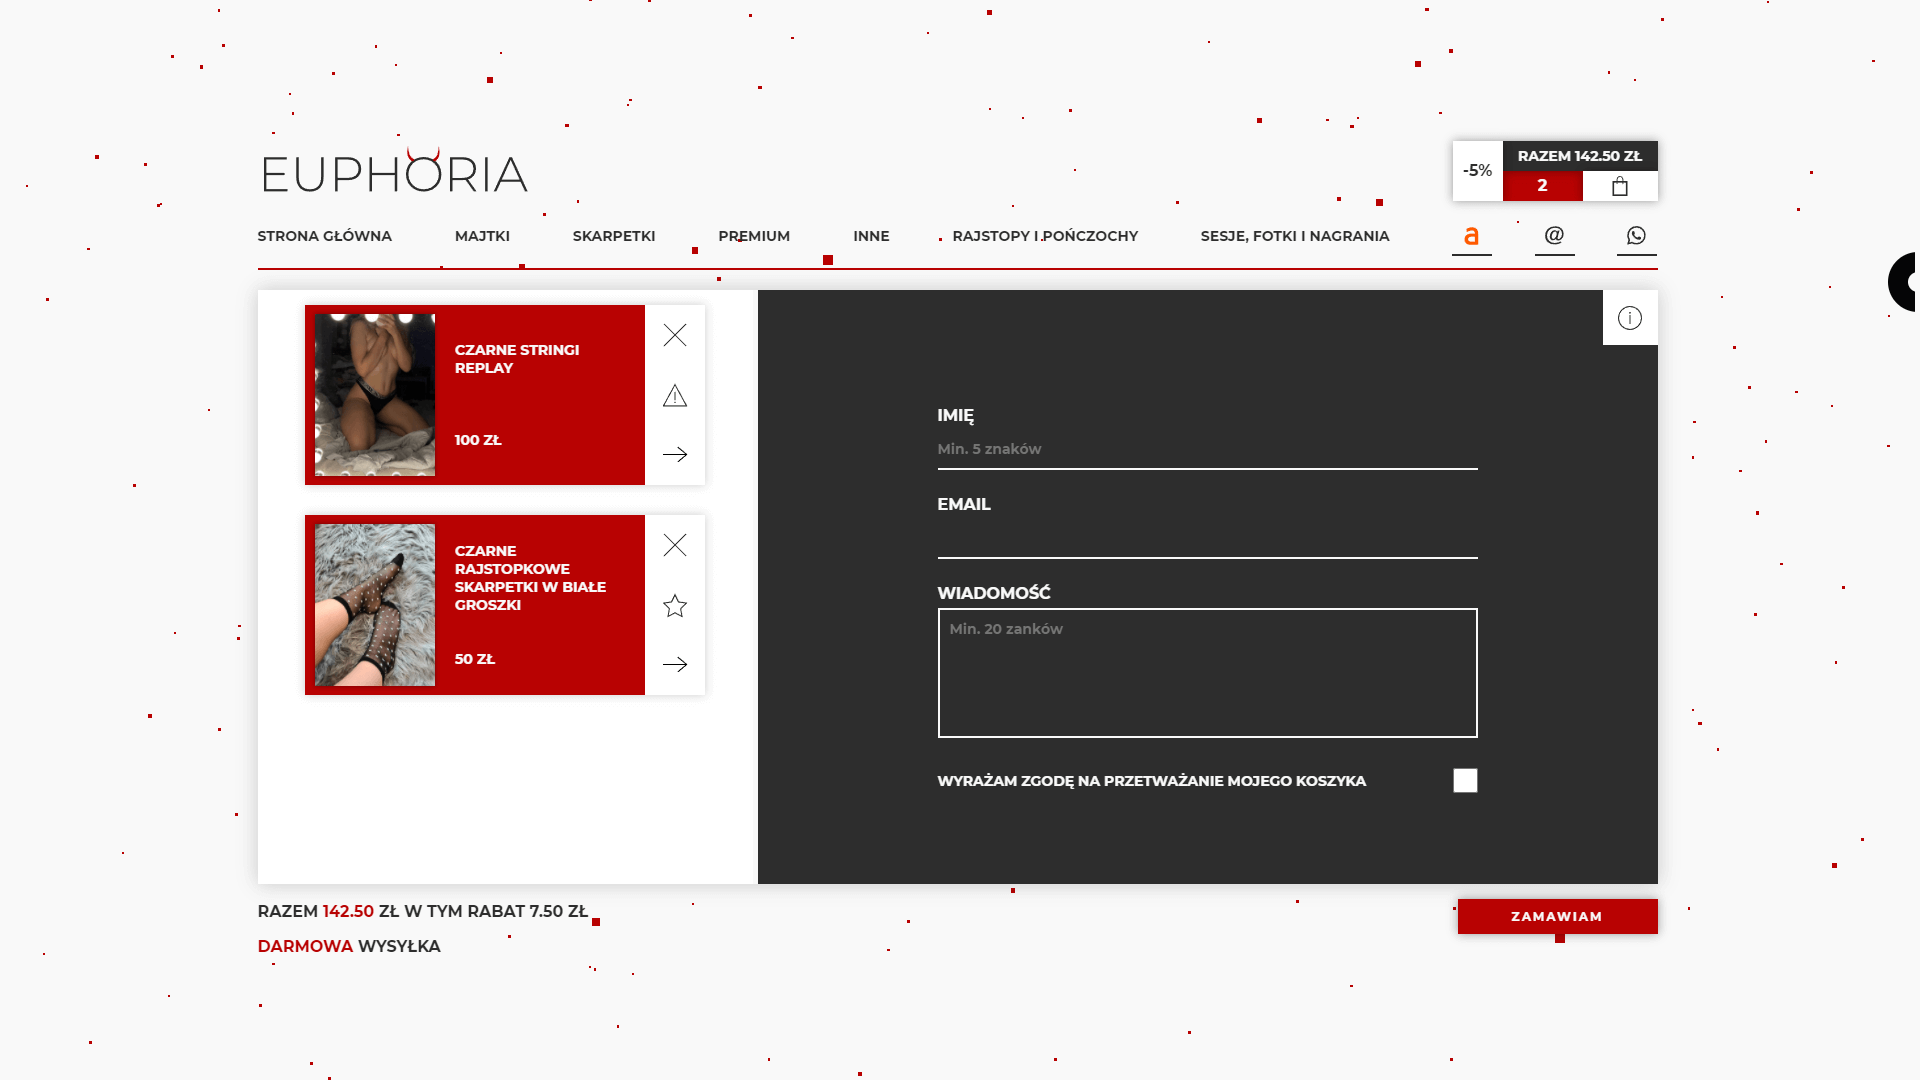 EUPHORIA
-5%
RAZEM 142.50 ZŁ
2
STRONA GŁÓWNA
MAJTKI
SKARPETKI
PREMIUM
INNE
RAJSTOPY I POŃCZOCHY
SESJE, FOTKI I NAGRANIA
a
@
CZARNE STRINGI
REPLAY
100 ZŁ
CZARNE
RAJSTOPKOWE
SKARPETKI W BIAŁE
GROSZKI
50 ZŁ
IMIĘ
Min. 5 znaków
EMAIL
WIADOMOŚĆ
Min. 20 zanków
WYRAŻAM ZGODĘ NA PRZETWAŻANIE MOJEGO KOSZYKA
RAZEM 142.50 ZŁ W TYM RABAT 7.50 ZŁ
DARMOWA WYSYŁKA
ZAMAWIAM